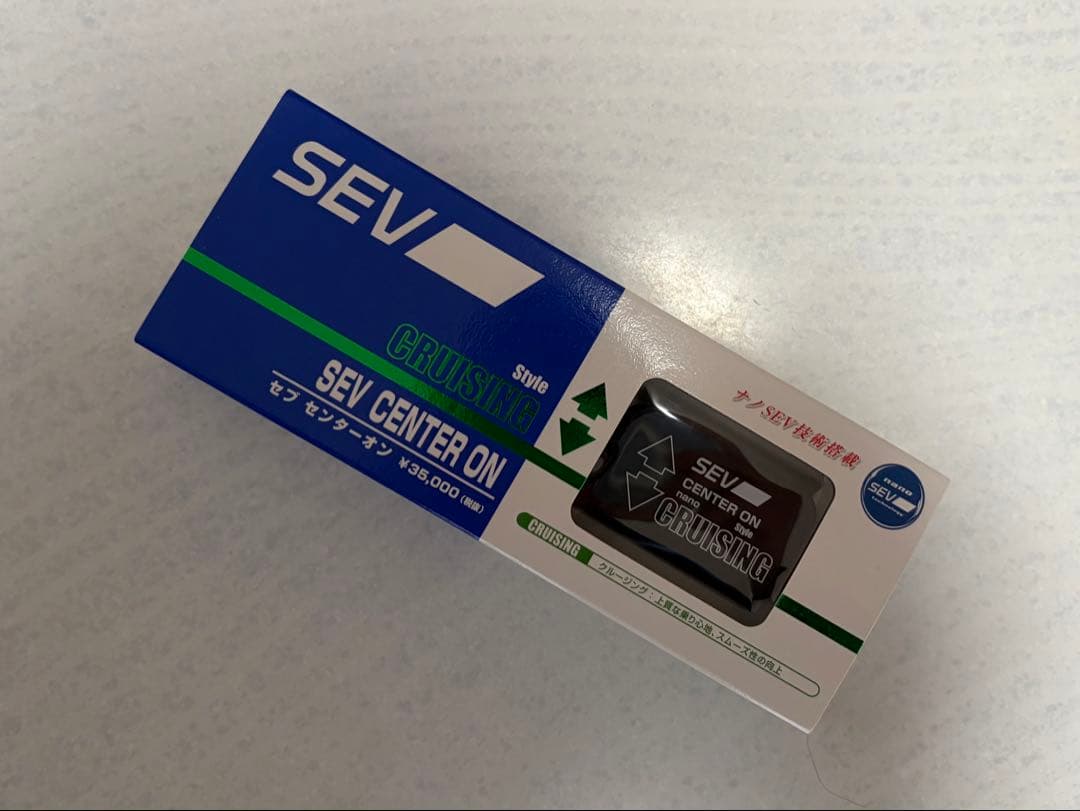 SEV
CRUISING
Style
SEV CENTER ON
セブ センターオン ¥35,000(税抜)
ナノSEV技術搭載
nano
SEV
technology
SEV
CENTER ON
nano
Style
CRUISING
CRUISING
クルージング:上質な乗り心地、スムーズ性の向上